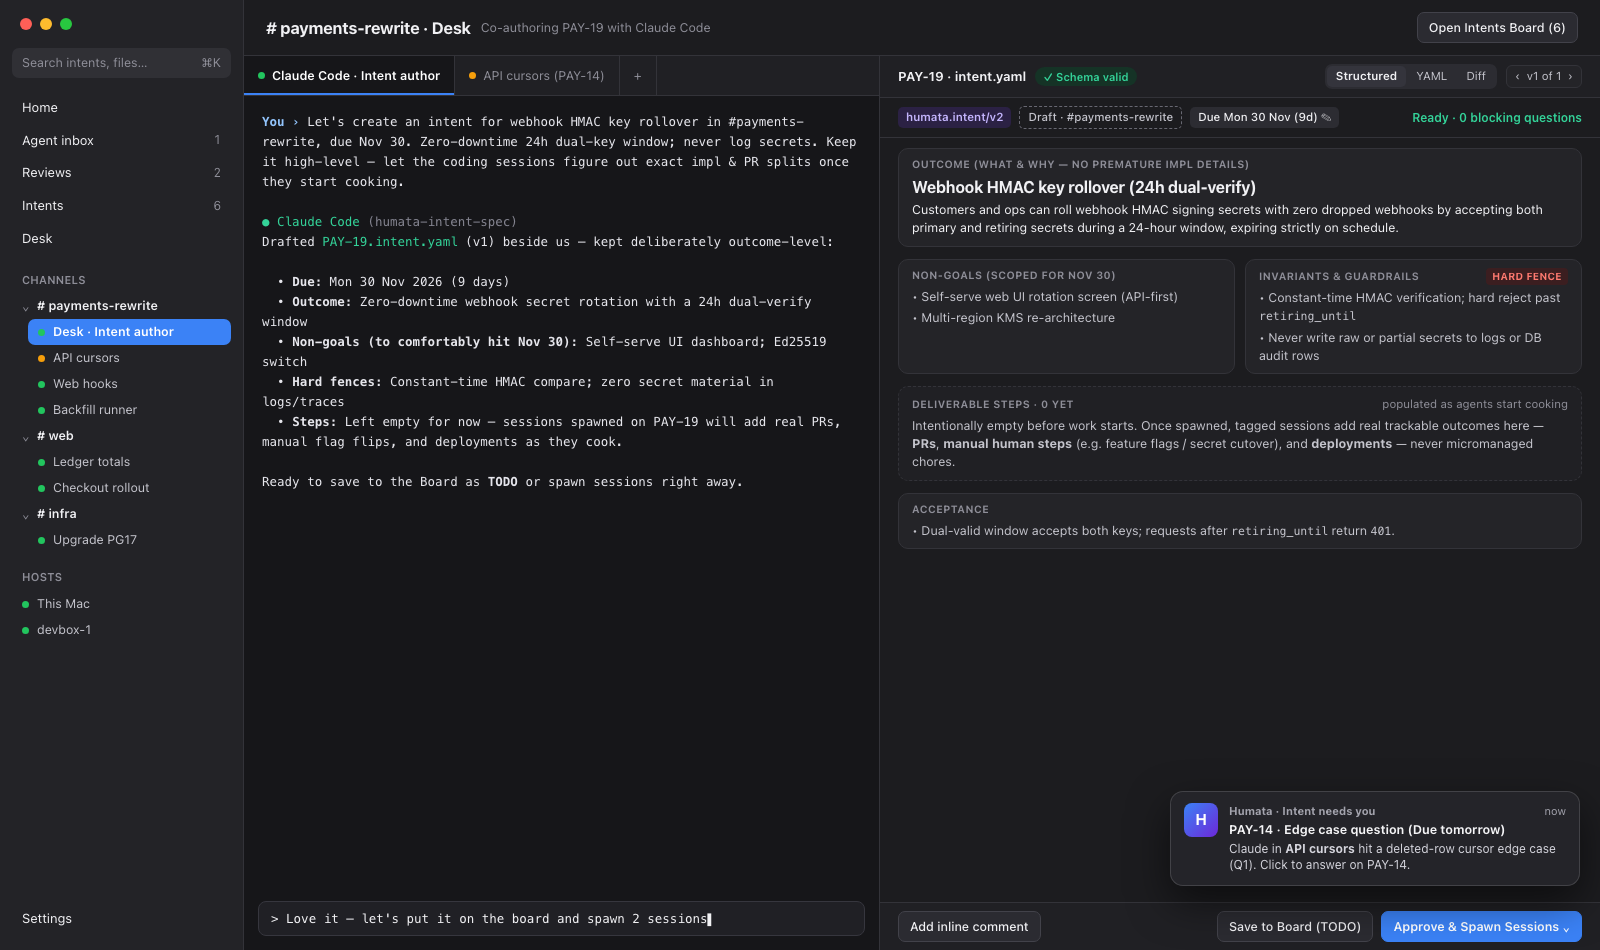 Search intents, files... ⌘K
Home
Agent inbox 1
Reviews 2
Intents 6
Desk
CHANNELS
# payments-rewrite
Desk · Intent author
API cursors
Web hooks
Backfill runner
# web
Ledger totals
Checkout rollout
# infra
Upgrade PG17
HOSTS
This Mac
devbox-1
Settings
# payments-rewrite · Desk Co-authoring PAY-19 with Claude Code
Open Intents Board (6)
Claude Code · Intent author
API cursors (PAY-14)
+
You › Let's create an intent for webhook HMAC key rollover in #payments-
rewrite, due Nov 30. Zero-downtime 24h dual-key window; never log secrets. Keep
it high-level — let the coding sessions figure out exact impl & PR splits once
they start cooking.
● Claude Code (humata-intent-spec)
Drafted PAY-19.intent.yaml (v1) beside us — kept deliberately outcome-level:
• Due: Mon 30 Nov 2026 (9 days)
• Outcome: Zero-downtime webhook secret rotation with a 24h dual-verify
window
• Non-goals (to comfortably hit Nov 30): Self-serve UI dashboard; Ed25519
switch
• Hard fences: Constant-time HMAC compare; zero secret material in
logs/traces
• Steps: Left empty for now — sessions spawned on PAY-19 will add real PRs,
manual flag flips, and deployments as they cook.
Ready to save to the Board as TODO or spawn sessions right away.
> Love it — let's put it on the board and spawn 2 sessions
PAY-19 · intent.yaml ✓ Schema valid
Structured YAML Diff
‹ v1 of 1 ›
humata.intent/v2
Draft · #payments-rewrite
Due Mon 30 Nov (9d) ✎
Ready · 0 blocking questions
OUTCOME (WHAT & WHY — NO PREMATURE IMPL DETAILS)
Webhook HMAC key rollover (24h dual-verify)
Customers and ops can roll webhook HMAC signing secrets with zero dropped webhooks by accepting both
primary and retiring secrets during a 24-hour window, expiring strictly on schedule.
NON-GOALS (SCOPED FOR NOV 30)
• Self-serve web UI rotation screen (API-first)
• Multi-region KMS re-architecture
INVARIANTS & GUARDRAILS HARD FENCE
• Constant-time HMAC verification; hard reject past
retiring_until
• Never write raw or partial secrets to logs or DB
audit rows
DELIVERABLE STEPS · 0 YET populated as agents start cooking
Intentionally empty before work starts. Once spawned, tagged sessions add real trackable outcomes here —
PRs, manual human steps (e.g. feature flags / secret cutover), and deployments — never micromanaged
chores.
ACCEPTANCE
• Dual-valid window accepts both keys; requests after retiring_until return 401.
H
Humata · Intent needs you now
PAY-14 · Edge case question (Due tomorrow)
Claude in API cursors hit a deleted-row cursor edge case
(Q1). Click to answer on PAY-14.
Add inline comment
Save to Board (TODO)
Approve & Spawn Sessions ⌄